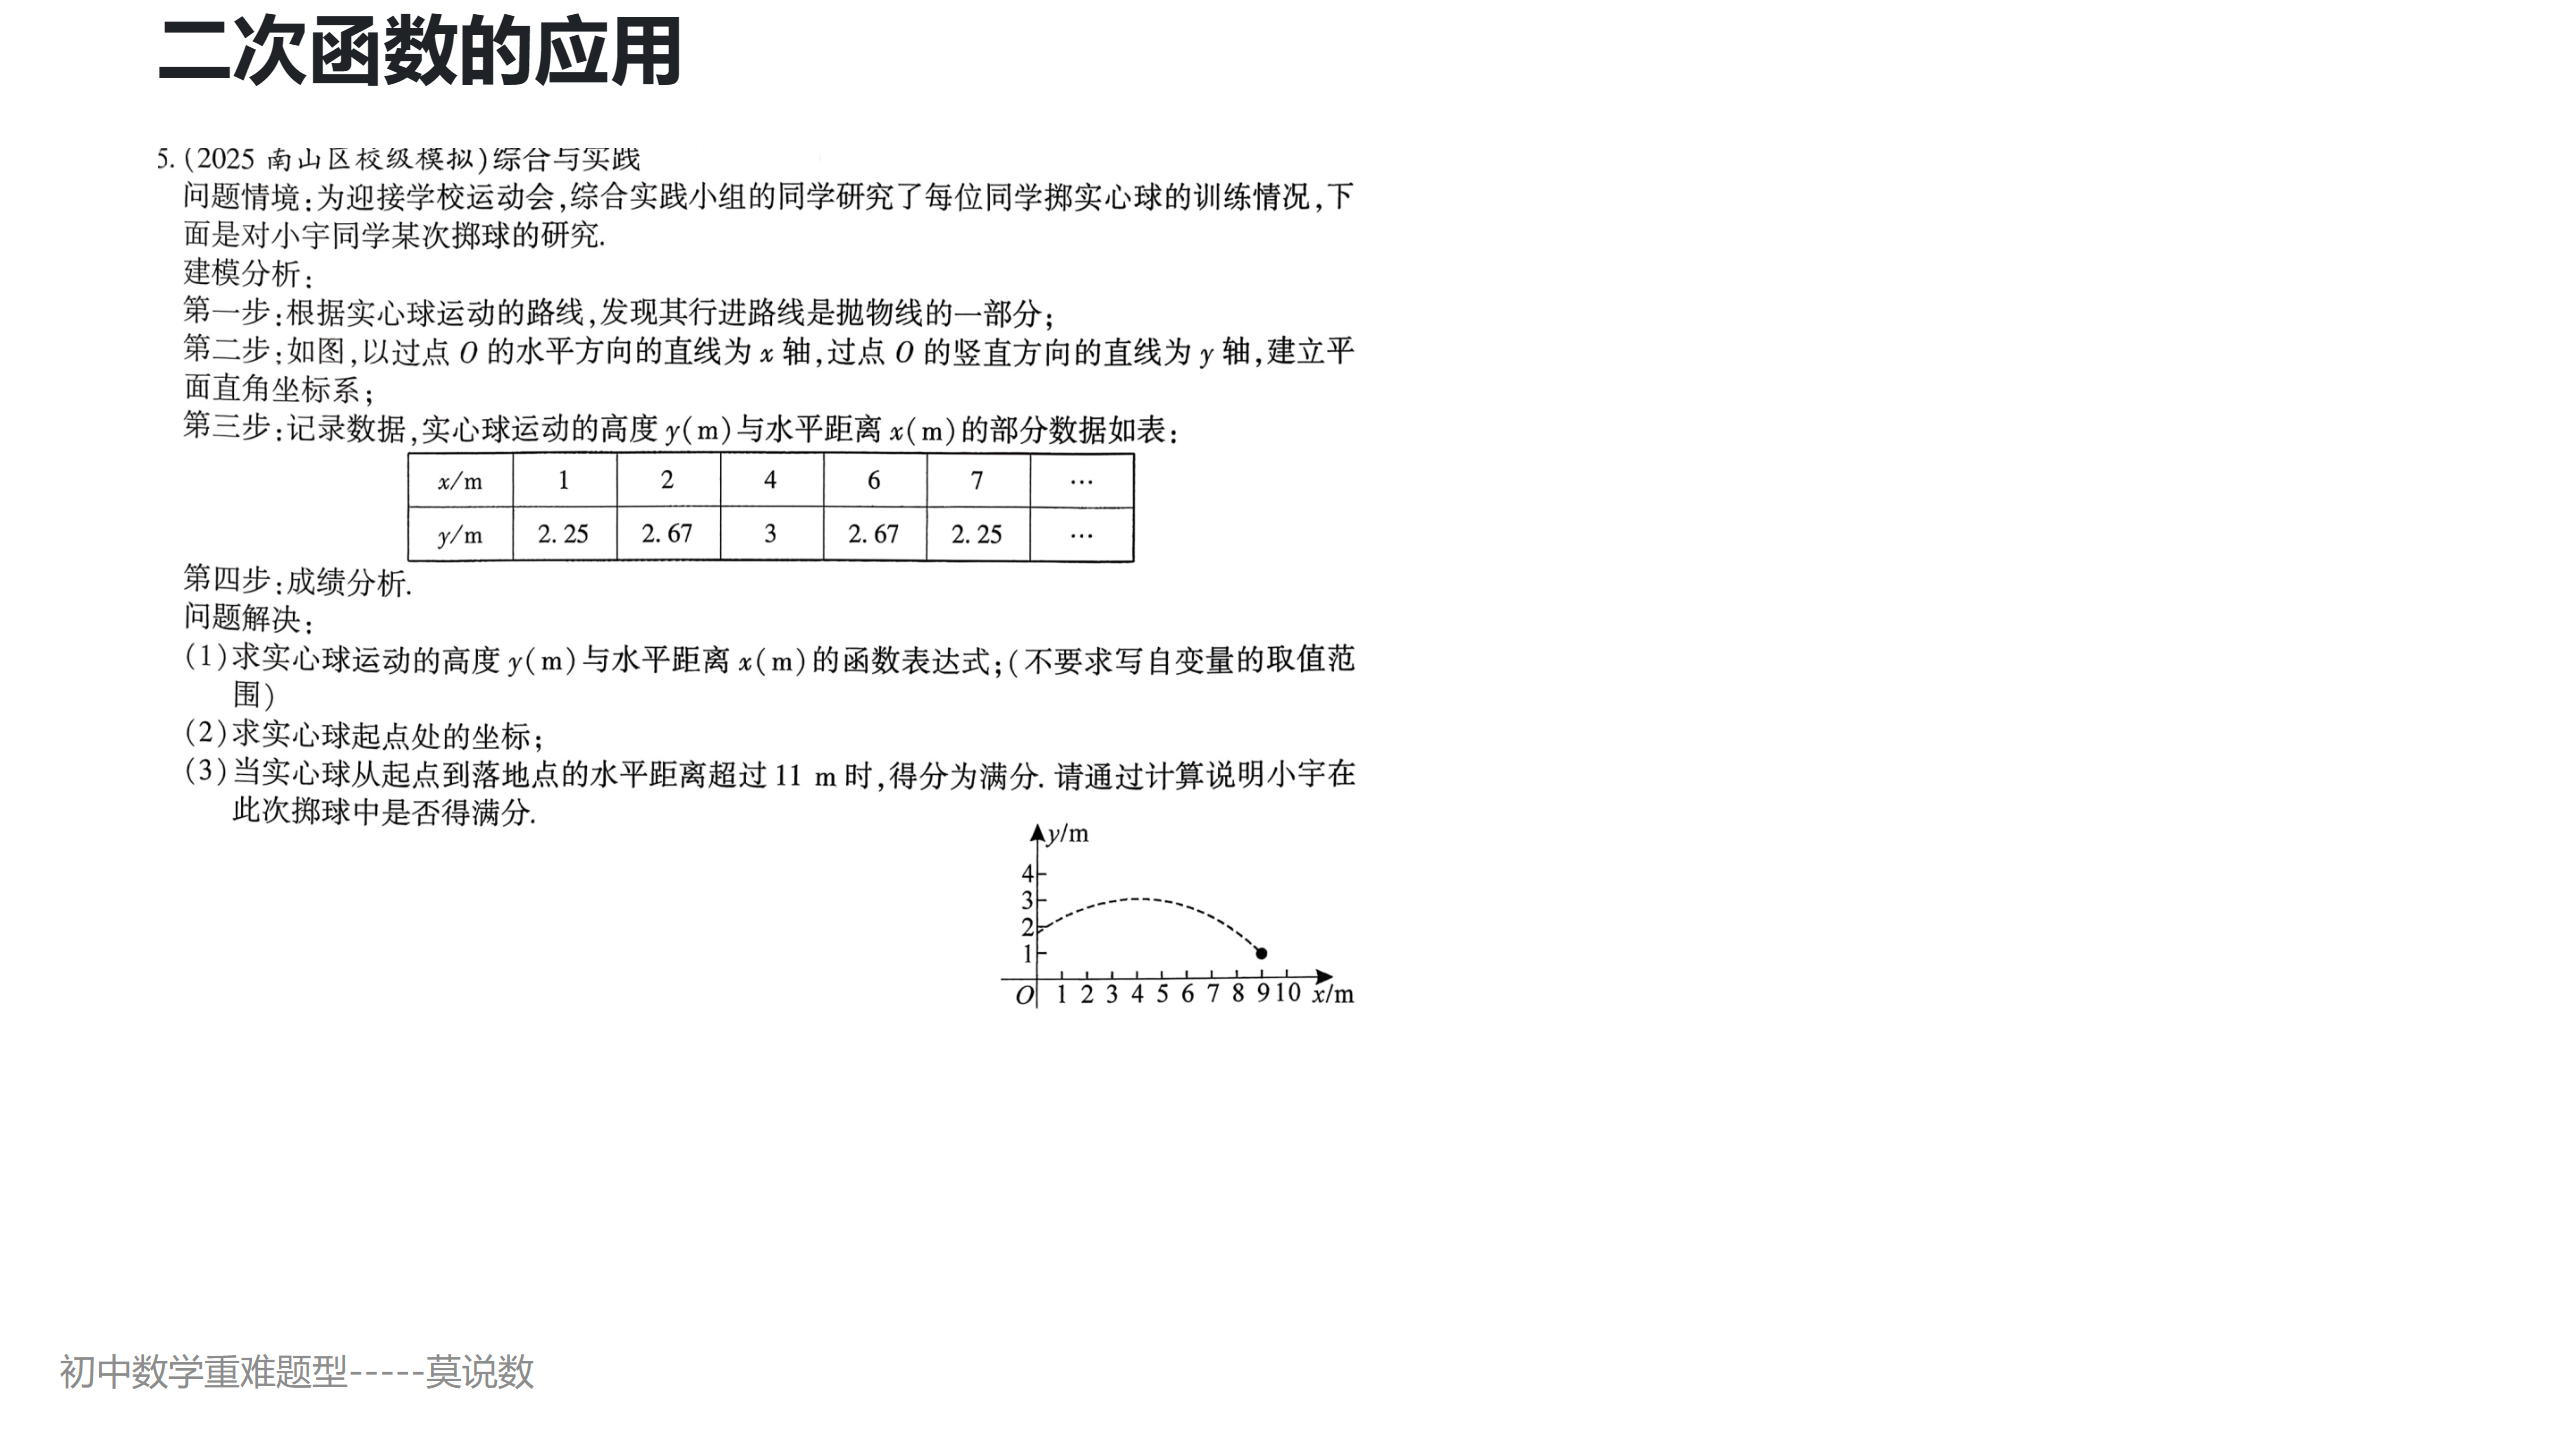 二次函数的应用
5.(2025 南山区校级模拟)综合与实践
问题情境:为迎接学校运动会,综合实践小组的同学研究了每位同学掷实心球的训练情况,下
面是对小宇同学某次掷球的研究.
建模分析:
第一步:根据实心球运动的路线,发现其行进路线是抛物线的一部分;
第二步:如图,以过点 O 的水平方向的直线为 x 轴,过点 O 的竖直方向的直线为 y 轴,建立平
面直角坐标系;
第三步:记录数据,实心球运动的高度 y(m)与水平距离 x(m)的部分数据如表:
x/m 1 2 4 6 7 …
y/m 2.25 2.67 3 2.67 2.25 …
第四步:成绩分析.
问题解决:
(1)求实心球运动的高度 y(m)与水平距离 x(m)的函数表达式;(不要求写自变量的取值范
围)
(2)求实心球起点处的坐标;
(3)当实心球从起点到落地点的水平距离超过 11 m 时,得分为满分. 请通过计算说明小宇在
此次掷球中是否得满分.
y/m
4
3
2
1
O 1 2 3 4 5 6 7 8 9 10 x/m
初中数学重难题型-----莫说数